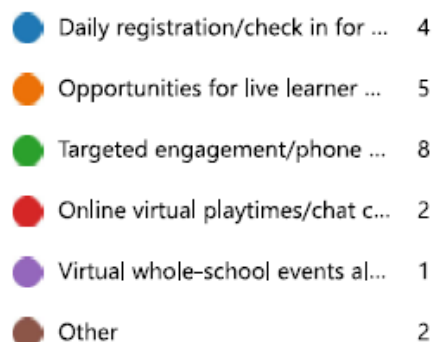 Daily registration/check in for ... 4
Opportunities for live learner ... 5
Targeted engagement/phone ... 8
Online virtual playtimes/chat c... 2
Virtual whole-school events al... 1
Other 2